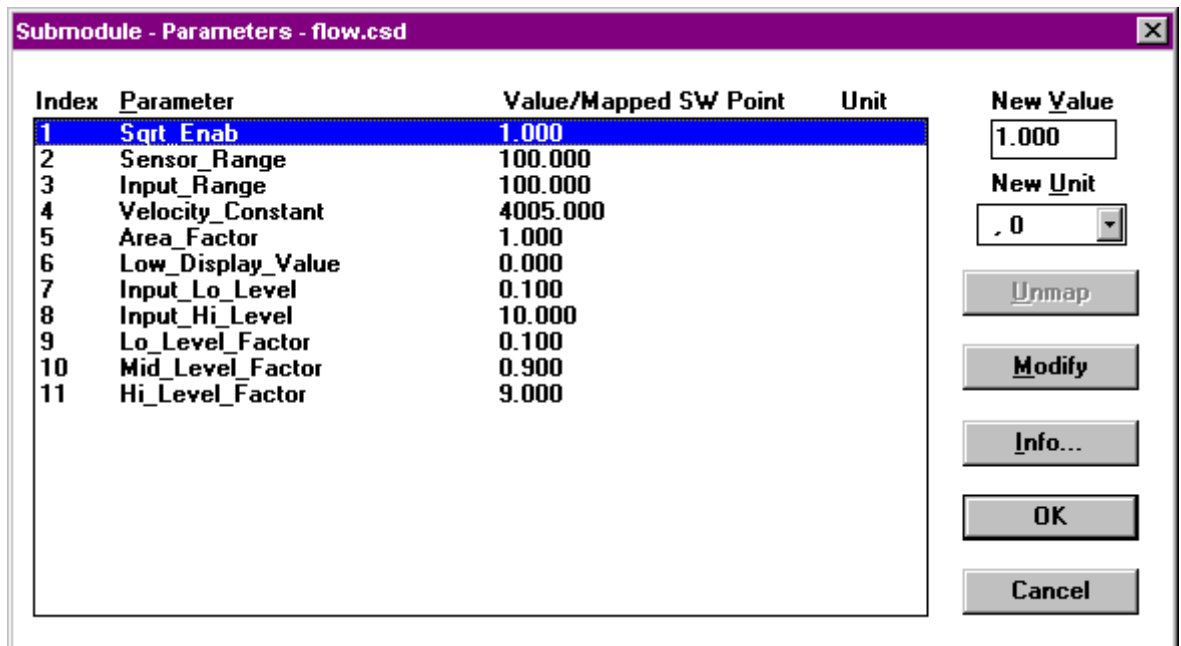 Submodule - Parameters - flow.csd
Index Parameter Value/Mapped SW Point Unit
1 Sqrt_Enab 1.000
2 Sensor_Range 100.000
3 Input_Range 100.000
4 Velocity_Constant 4005.000
5 Area_Factor 1.000
6 Low_Display_Value 0.000
7 Input_Lo_Level 0.100
8 Input_Hi_Level 10.000
9 Lo_Level_Factor 0.100
10 Mid_Level_Factor 0.900
11 Hi_Level_Factor 9.000
New Value
1.000
New Unit
, 0
Unmap
Modify
Info...
OK
Cancel